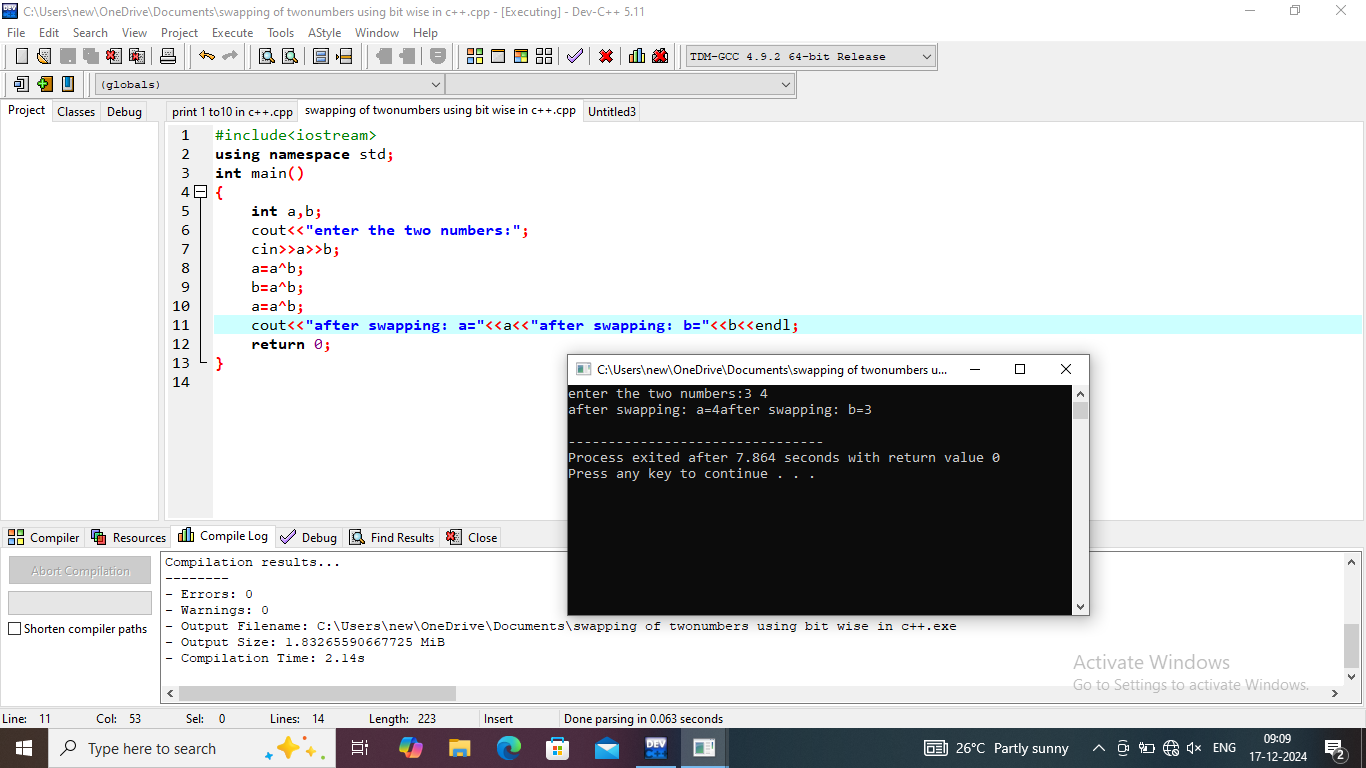 C:\Users\new\OneDrive\Documents\swapping of twonumbers using bit wise in c++.cpp - [Executing] - Dev-C++ 5.11
File Edit Search View Project Execute Tools AStyle Window Help
TDM-GCC 4.9.2 64-bit Release
(globals)
Project Classes Debug
print 1 to10 in c++.cpp swapping of twonumbers using bit wise in c++.cpp Untitled3
1 #include<iostream>
2 using namespace std;
3 int main()
4 {
5 int a,b;
6 cout<<"enter the two numbers:";
7 cin>>a>>b;
8 a=a^b;
9 b=a^b;
10 a=a^b;
11 cout<<"after swapping: a="<<a<<"after swapping: b="<<b<<endl;
12 return 0;
13 }
14
C:\Users\new\OneDrive\Documents\swapping of twonumbers u...
enter the two numbers:3 4
after swapping: a=4after swapping: b=3
--------------------------------
Process exited after 7.864 seconds with return value 0
Press any key to continue . . .
Compiler Resources Compile Log Debug Find Results Close
Abort Compilation
Shorten compiler paths
Compilation results...
--------
- Errors: 0
- Warnings: 0
- Output Filename: C:\Users\new\OneDrive\Documents\swapping of twonumbers using bit wise in c++.exe
- Output Size: 1.83265590667725 MiB
- Compilation Time: 2.14s
Activate Windows
Go to Settings to activate Windows.
Line: 11 Col: 53 Sel: 0 Lines: 14 Length: 223 Insert Done parsing in 0.063 seconds
Type here to search
DEV
26°C Partly sunny
ENG
09:09
17-12-2024
2